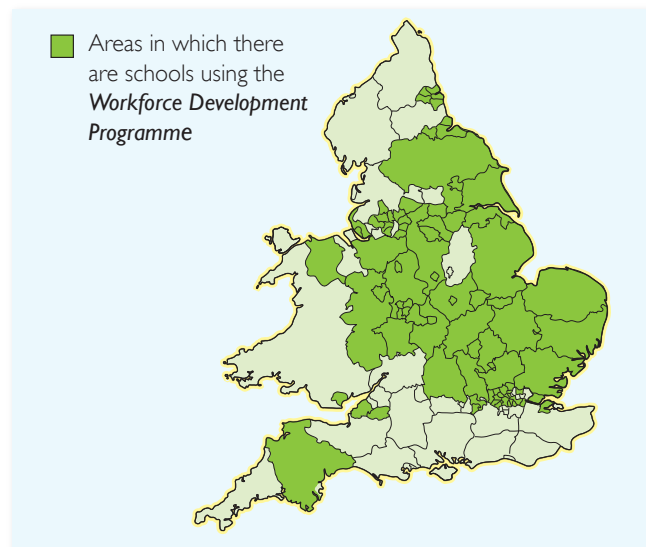 Areas in which there
are schools using the
Workforce Development
Programme